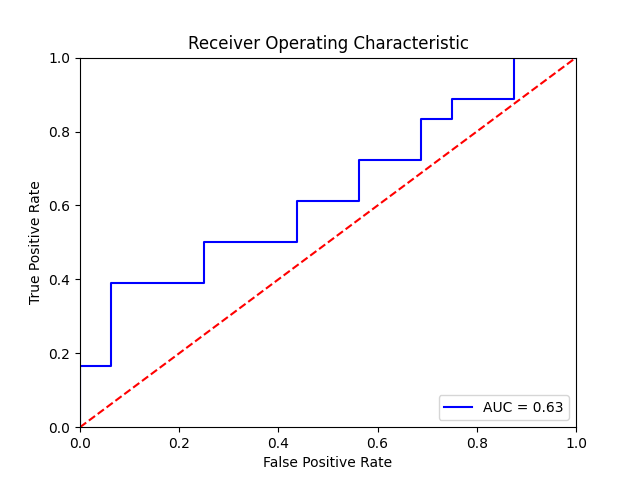 Receiver Operating Characteristic
1.0
0.8
0.6
0.4
0.2
0.0
True Positive Rate
AUC = 0.63
0.0 0.2 0.4 0.6 0.8 1.0
False Positive Rate